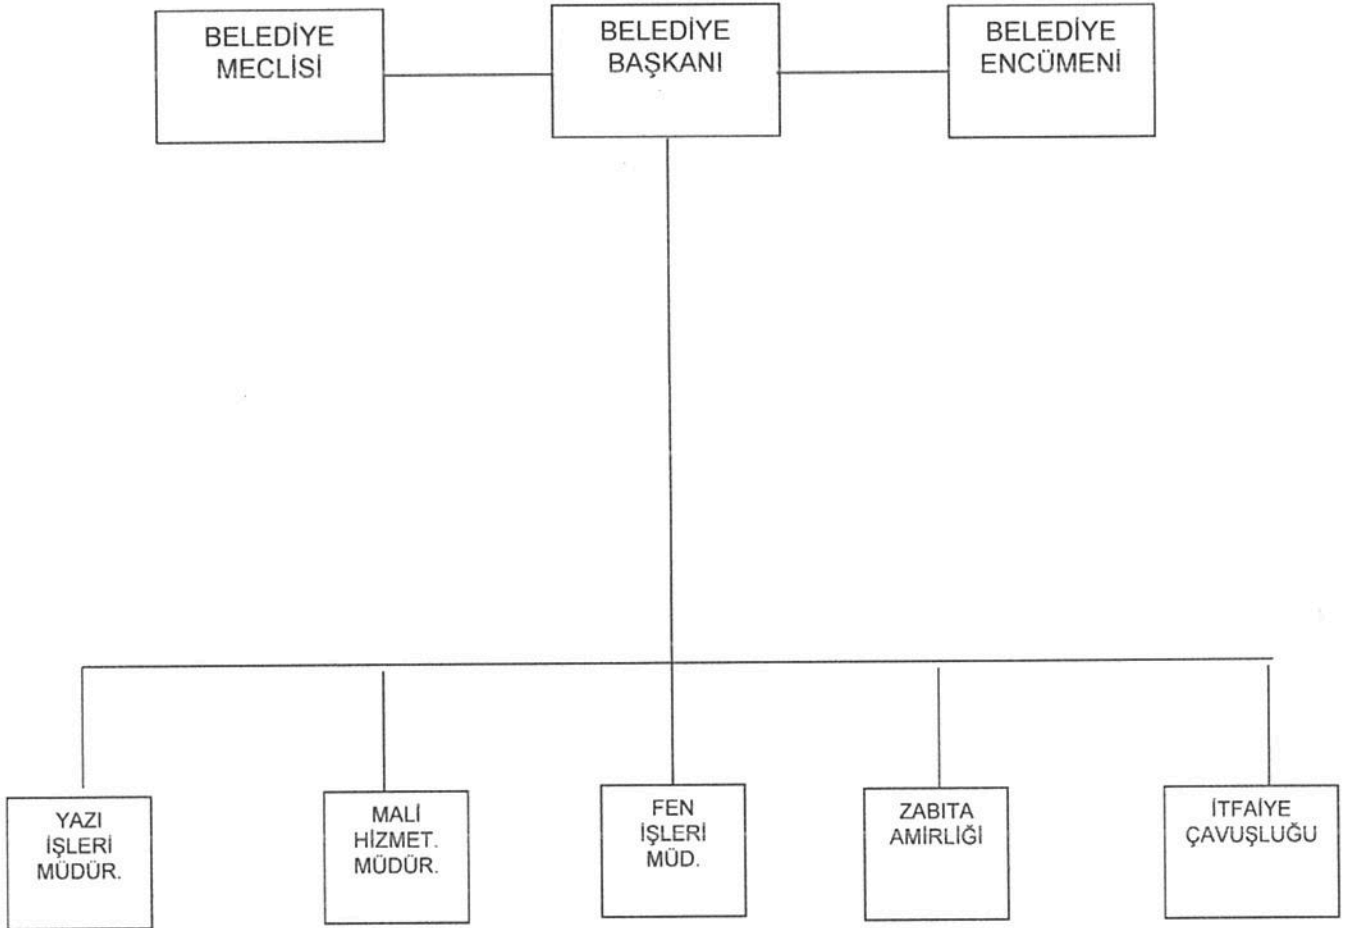 BELEDİYE
MECLİSİ
BELEDİYE
BAŞKANI
BELEDİYE
ENCÜMENİ
YAZI
İŞLERİ
MÜDÜR.
MALİ
HİZMET.
MÜDÜR.
FEN
İŞLERİ
MÜD.
ZABITA
AMİRLİĞİ
İTFAİYE
ÇAVUŞLUĞU